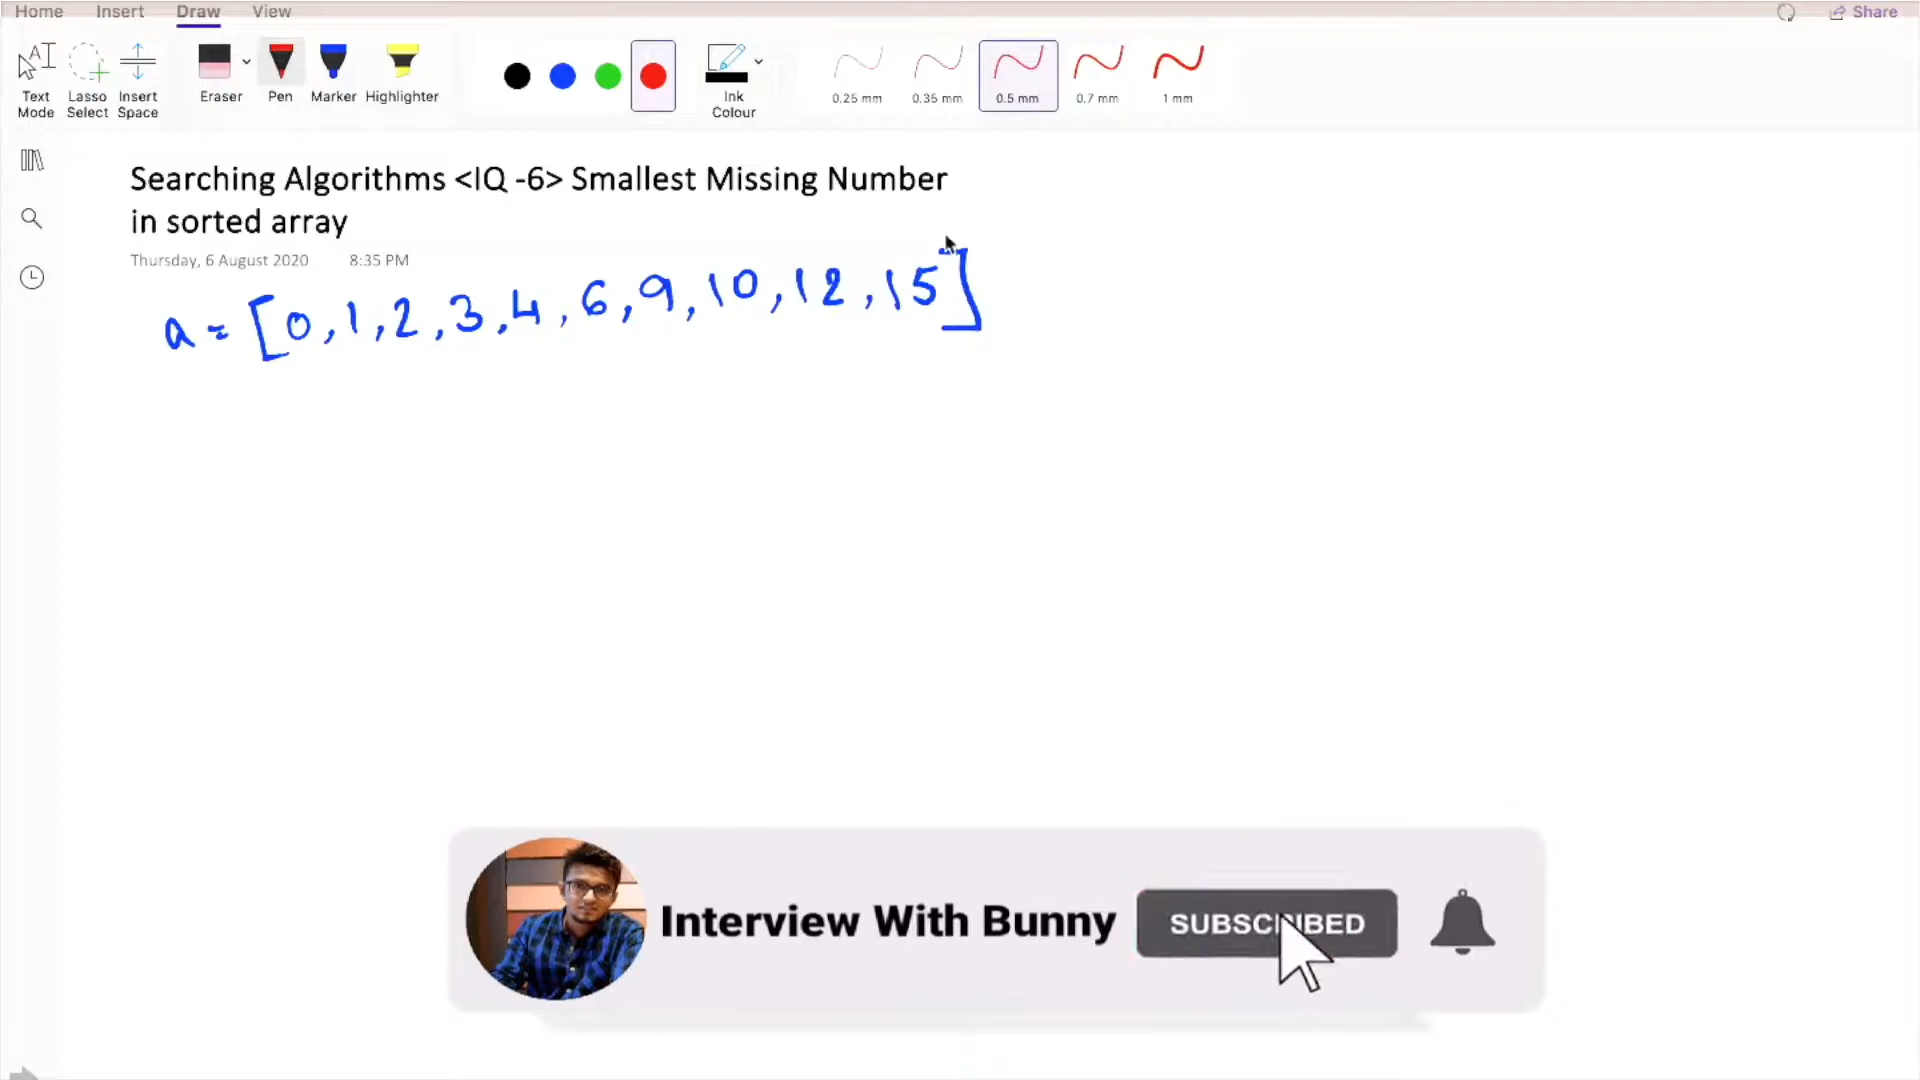 Home Insert Draw View Share
Text Mode Lasso Select Insert Space Eraser Pen Marker Highlighter Ink Colour 0.25 mm 0.35 mm 0.5 mm 0.7 mm 1 mm
Searching Algorithms <IQ -6> Smallest Missing Number
in sorted array
Thursday, 6 August 2020 8:35 PM
a = [0, 1, 2, 3, 4, 6, 9, 10, 12, 15]
Interview With Bunny SUBSCRIBED